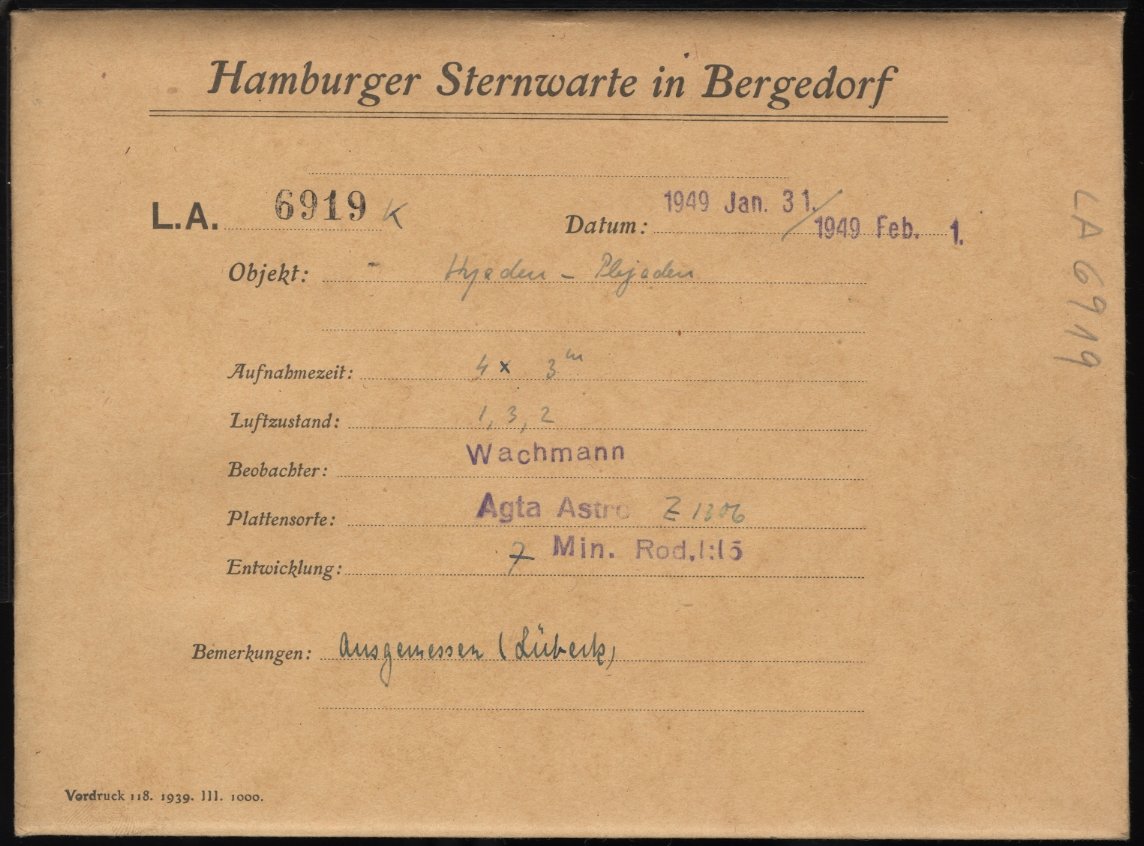 Hamburger Sternwarte in Bergedorf
L.A. 6919 K
Datum: 1949 Jan. 31. / 1949 Feb. 1.
Objekt: Hyaden - Plejaden
Aufnahmezeit: 4 x 3m
Luftzustand: 1, 3, 2
Beobachter: Wachmann
Plattensorte: Agfa Astro Z 1306
Entwicklung: 7 Min. Rod. 1:15
Bemerkungen: Ausgemessen (Lübeck)
Vordruck 118. 1939. III. 1000.
LA 6919